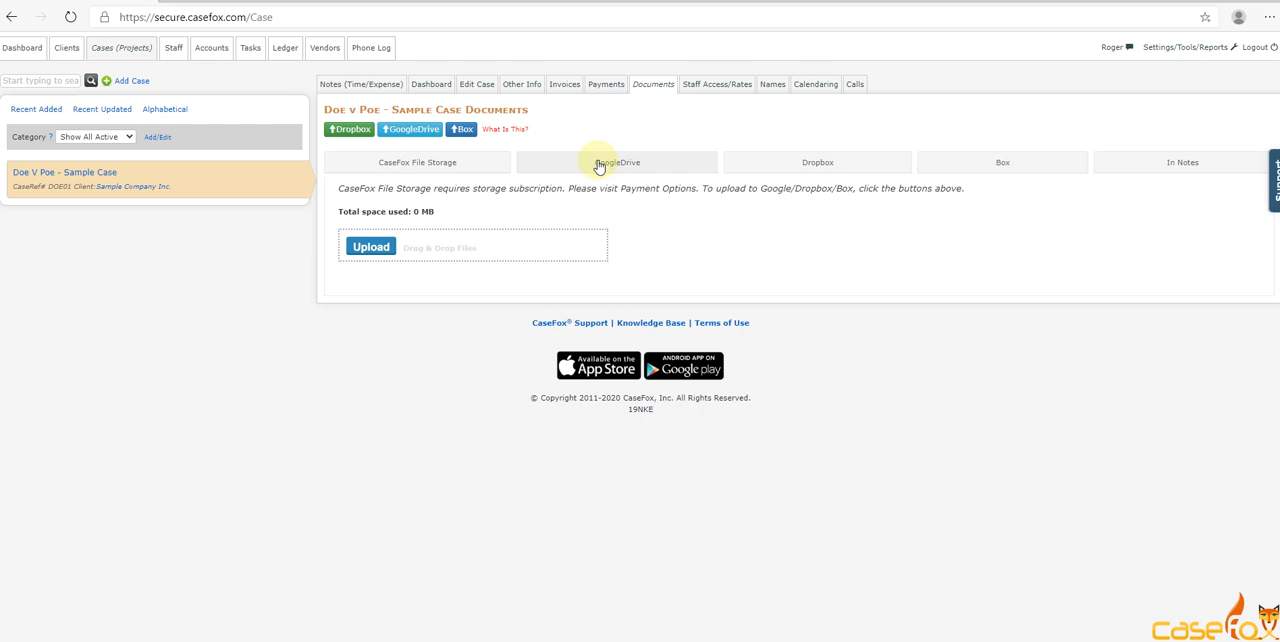 https://secure.casefox.com/Case
Dashboard Clients Cases (Projects) Staff Accounts Tasks Ledger Vendors Phone Log Roger Settings/Tools/Reports Logout
Start typing to sea Add Case
Notes (Time/Expense) Dashboard Edit Case Other Info Invoices Payments Documents Staff Access/Rates Names Calendaring Calls
Recent Added Recent Updated Alphabetical
Category ? Show All Active Add/Edit
Doe V Poe - Sample Case
CaseRef# DOE01 Client:Sample Company Inc.
Doe v Poe - Sample Case Documents
Dropbox GoogleDrive Box What Is This?
CaseFox File Storage GoogleDrive Dropbox Box In Notes
CaseFox File Storage requires storage subscription. Please visit Payment Options. To upload to Google/Dropbox/Box, click the buttons above.
Total space used: 0 MB
Upload Drag & Drop Files
Support
CaseFox® Support | Knowledge Base | Terms of Use
Available on the
App Store
ANDROID APP ON
Google play
© Copyright 2011-2020 CaseFox, Inc. All Rights Reserved.
19NKE
casefox